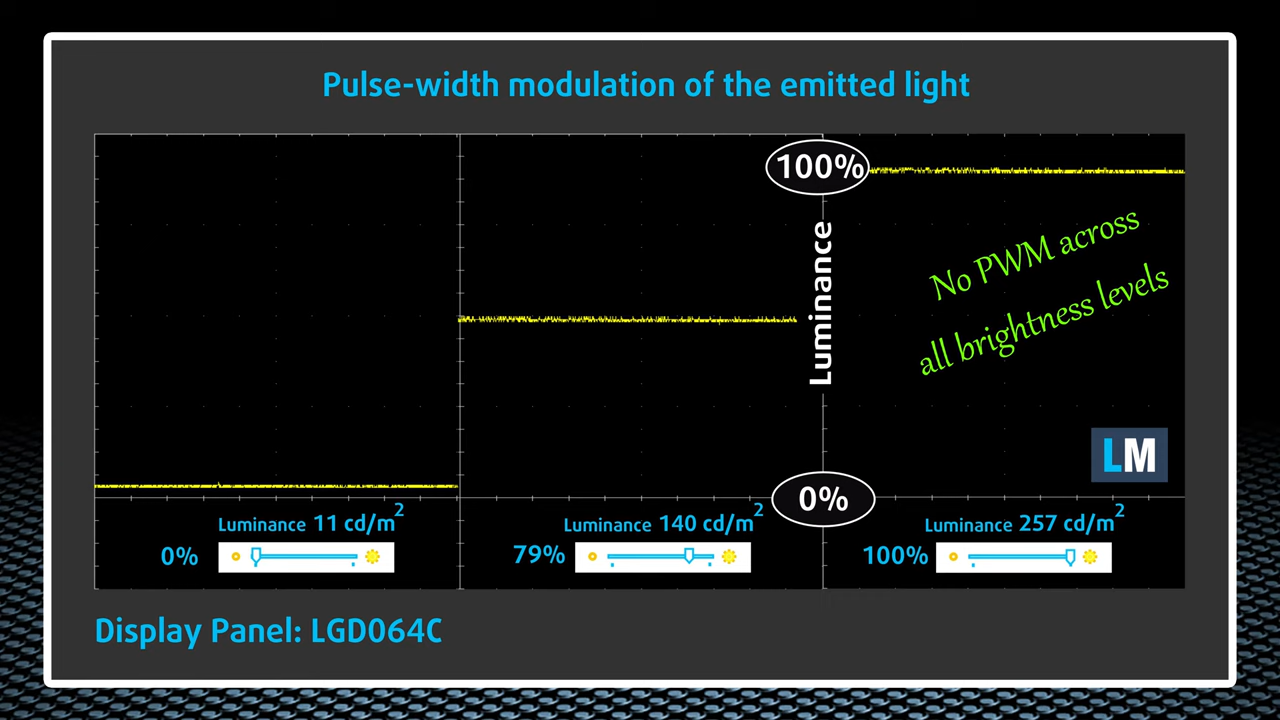 Pulse-width modulation of the emitted light
100%
Luminance
No PWM across
all brightness levels
LM
0%
Luminance 11 cd/m²
0%
Luminance 140 cd/m²
79%
Luminance 257 cd/m²
100%
Display Panel: LGD064C